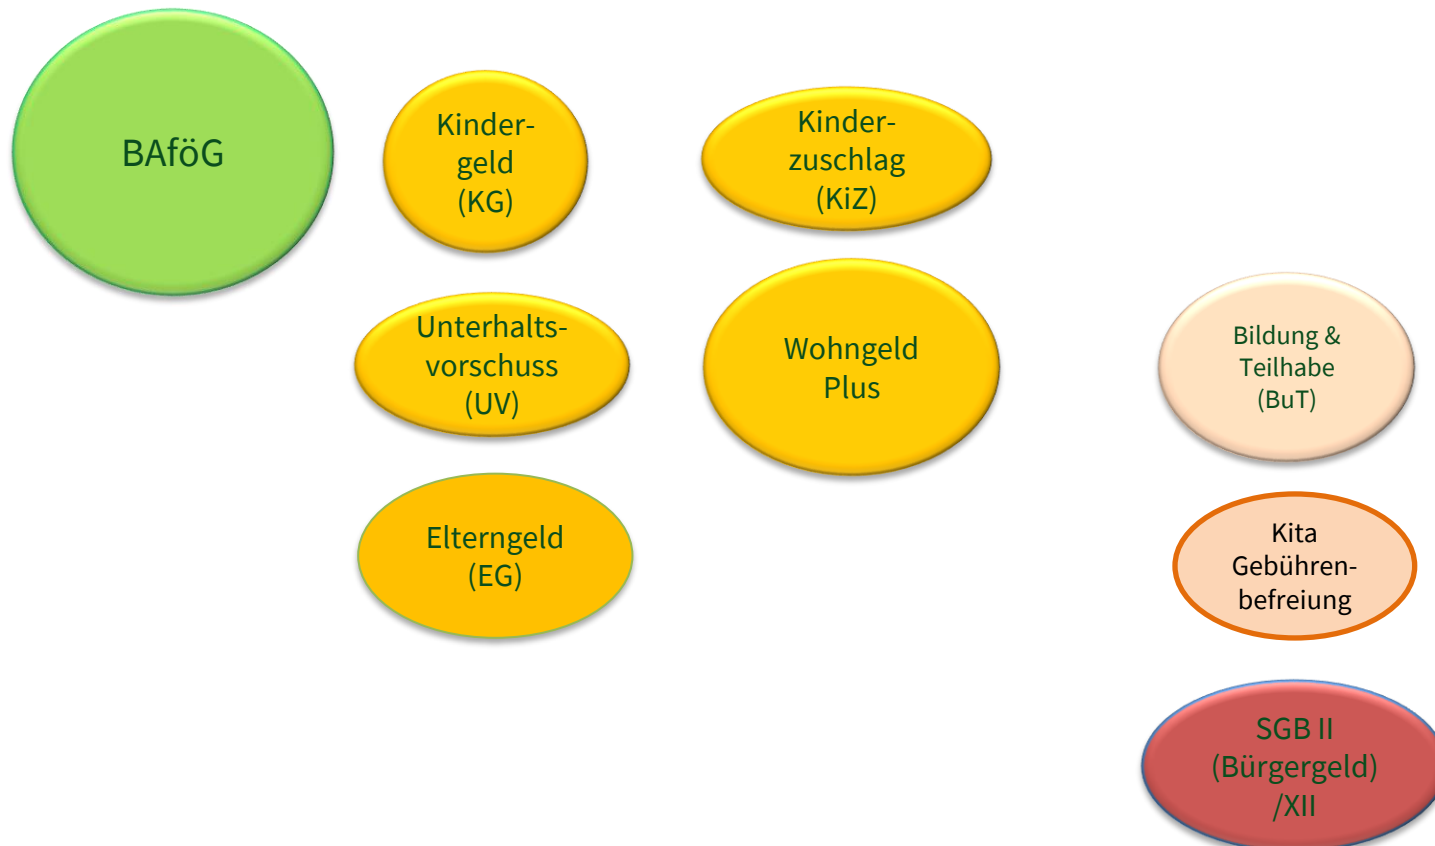 BAföG
Kinder-
geld
(KG)
Kinder-
zuschlag
(KiZ)
Unterhalts-
vorschuss
(UV)
Wohngeld
Plus
Bildung &
Teilhabe
(BuT)
Elterngeld
(EG)
Kita
Gebühren-
befreiung
SGB II
(Bürgergeld)
/XII